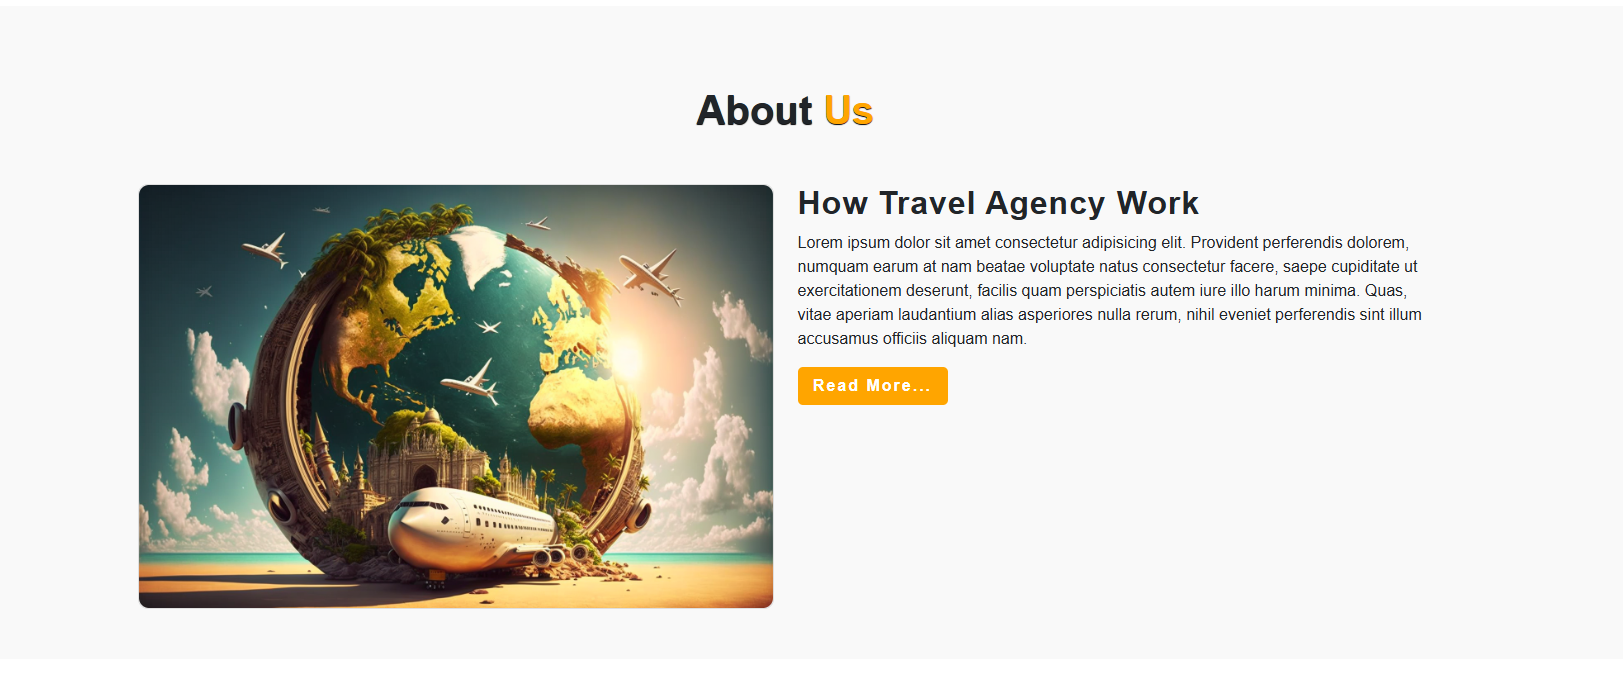 About Us
How Travel Agency Work
Lorem ipsum dolor sit amet consectetur adipisicing elit. Provident perferendis dolorem,
numquam earum at nam beatae voluptate natus consectetur facere, saepe cupiditate ut
exercitationem deserunt, facilis quam perspiciatis autem iure illo harum minima. Quas,
vitae aperiam laudantium alias asperiores nulla rerum, nihil eveniet perferendis sint illum
accusamus officiis aliquam nam.
Read More...